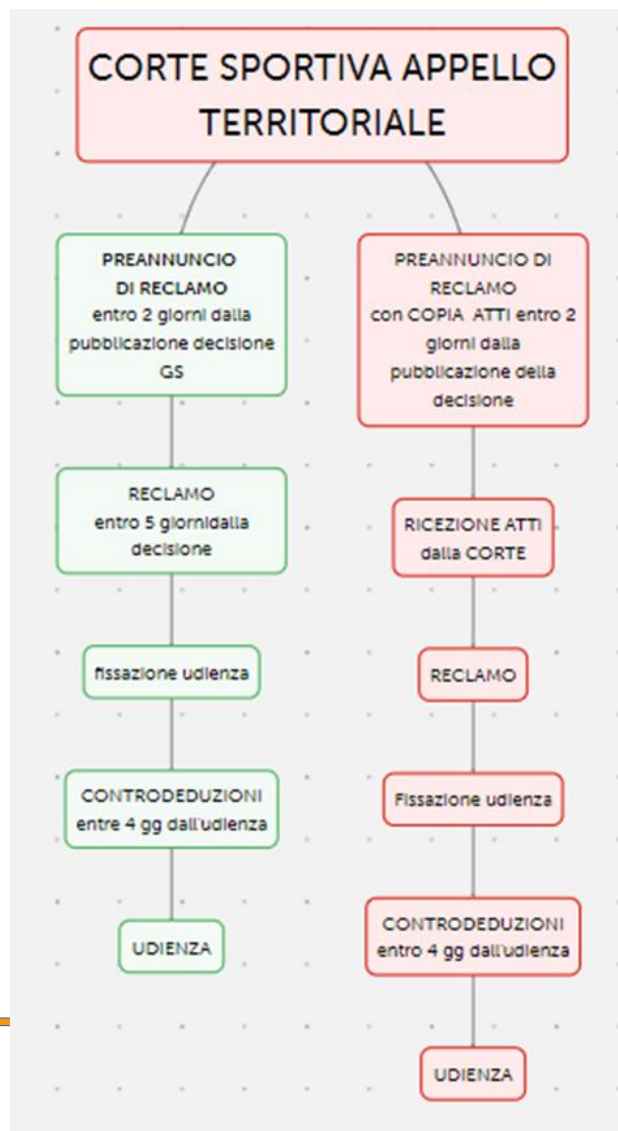 CORTE SPORTIVA APPELLO
TERRITORIALE
PREANNUNCIO
DI RECLAMO
entro 2 giorni dalla
pubblicazione decisione
GS
RECLAMO
entro 5 giornidalla
decisione
fissazione udienza
CONTRODEDUZIONI
entre 4 gg dall'udienza
UDIENZA
PREANNUNCIO DI
RECLAMO
con COPIA ATTI entro 2
giorni dalla
pubblicazione della
decisione
RICEZIONE ATTI
dalla CORTE
RECLAMO
Fissazione udienza
CONTRODEDUZIONI
entro 4 gg dall'udienza
UDIENZA